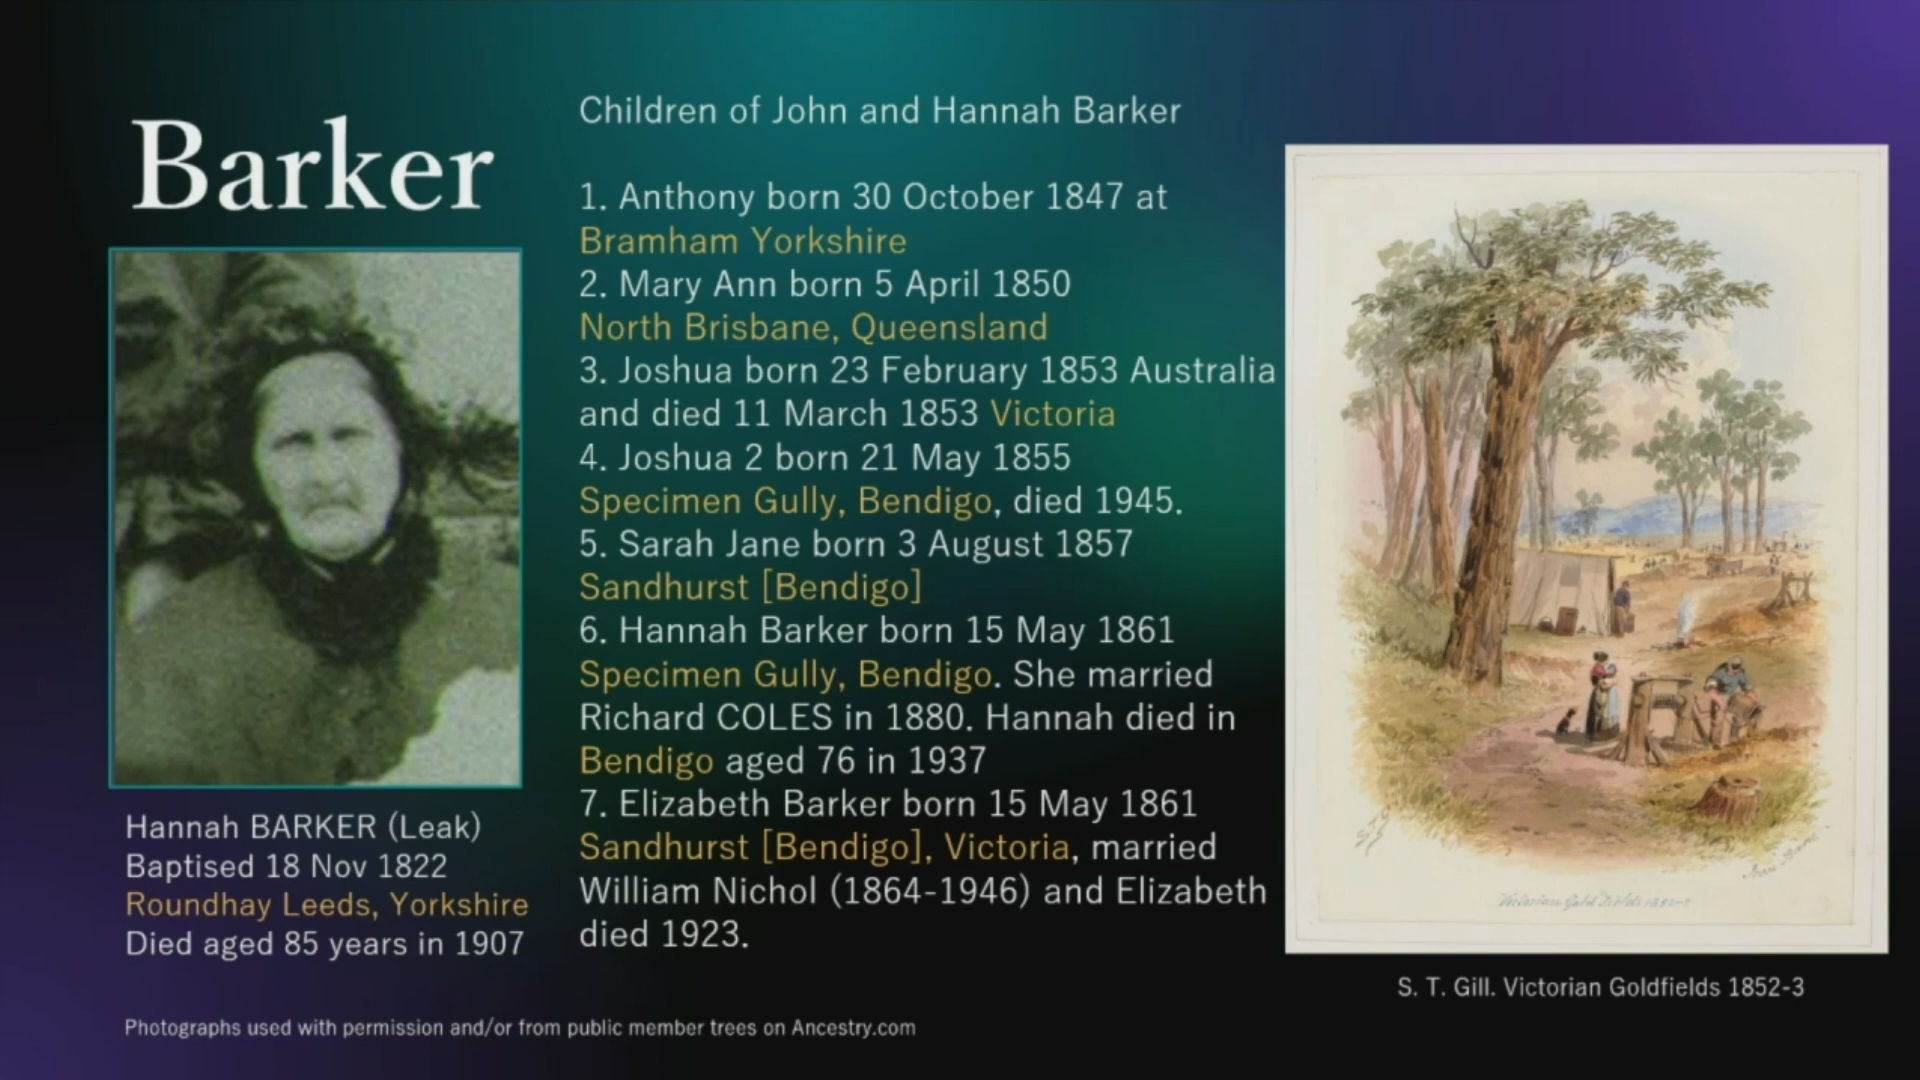 Barker
Hannah BARKER (Leak)
Baptised 18 Nov 1822
Roundhay Leeds, Yorkshire
Died aged 85 years in 1907
Children of John and Hannah Barker
1. Anthony born 30 October 1847 at
Bramham Yorkshire
2. Mary Ann born 5 April 1850
North Brisbane, Queensland
3. Joshua born 23 February 1853 Australia
and died 11 March 1853 Victoria
4. Joshua 2 born 21 May 1855
Specimen Gully, Bendigo, died 1945.
5. Sarah Jane born 3 August 1857
Sandhurst [Bendigo]
6. Hannah Barker born 15 May 1861
Specimen Gully, Bendigo. She married
Richard COLES in 1880. Hannah died in
Bendigo aged 76 in 1937
7. Elizabeth Barker born 15 May 1861
Sandhurst [Bendigo], Victoria, married
William Nichol (1864-1946) and Elizabeth
died 1923.
Victorian Gold Fields 1852-3
S. T. Gill. Victorian Goldfields 1852-3
Photographs used with permission and/or from public member trees on Ancestry.com